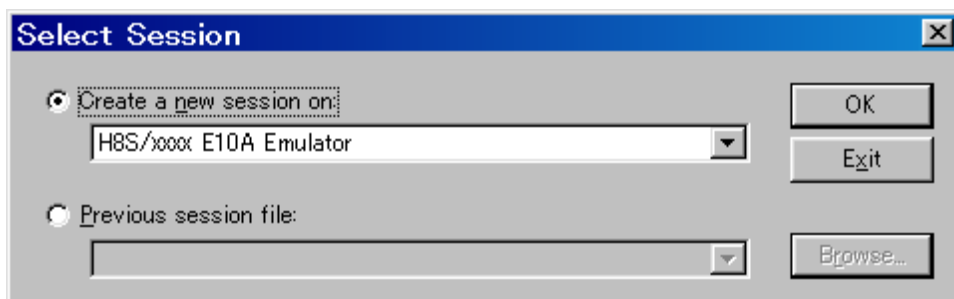 Select Session
Create a new session on:
OK
H8S/xxxx E10A Emulator
Exit
Previous session file:
Browse...